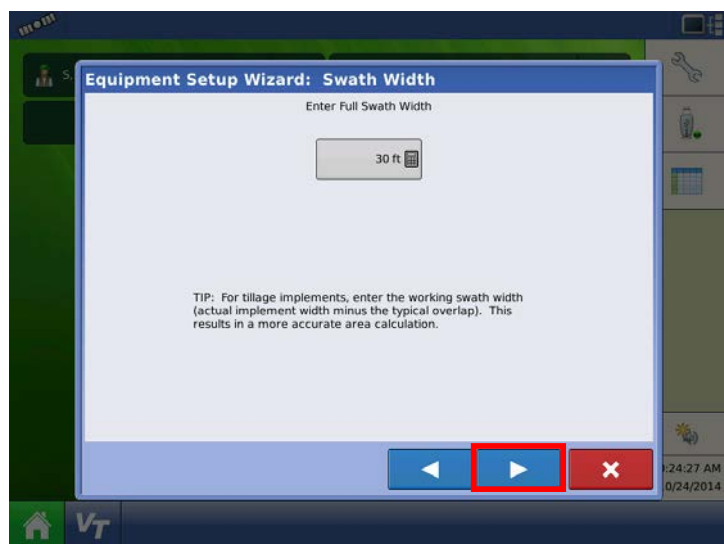 S.
Equipment Setup Wizard: Swath Width
Enter Full Swath Width
30 ft
TIP: For tillage implements, enter the working swath width
(actual implement width minus the typical overlap). This
results in a more accurate area calculation.
:24:27 AM
0/24/2014
VT